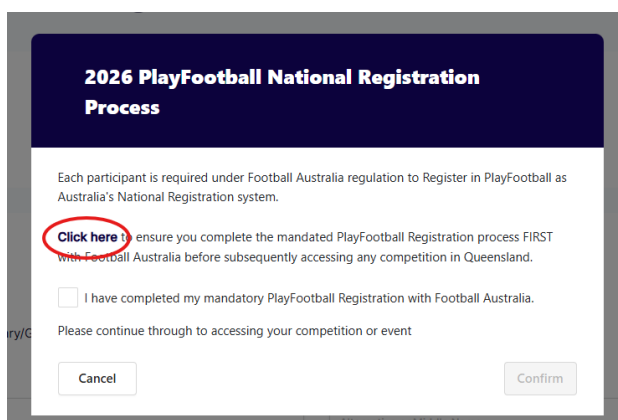 2026 PlayFootball National Registration
Process
Each participant is required under Football Australia regulation to Register in PlayFootball as
Australia's National Registration system.
Click here to ensure you complete the mandated PlayFootball Registration process FIRST
with Football Australia before subsequently accessing any competition in Queensland.
I have completed my mandatory PlayFootball Registration with Football Australia.
ary/G
Please continue through to accessing your competition or event
Cancel
Confirm